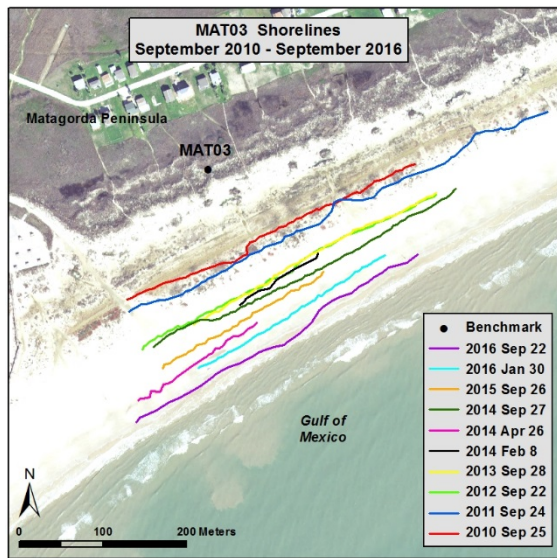 MAT03 Shorelines
September 2010 - September 2016
Matagorda Peninsula
MAT03
Benchmark
2016 Sep 22
2016 Jan 30
2015 Sep 26
2014 Sep 27
2014 Apr 26
2014 Feb 8
2013 Sep 28
2012 Sep 22
2011 Sep 24
2010 Sep 25
Gulf of
Mexico
N
0 100 200 Meters